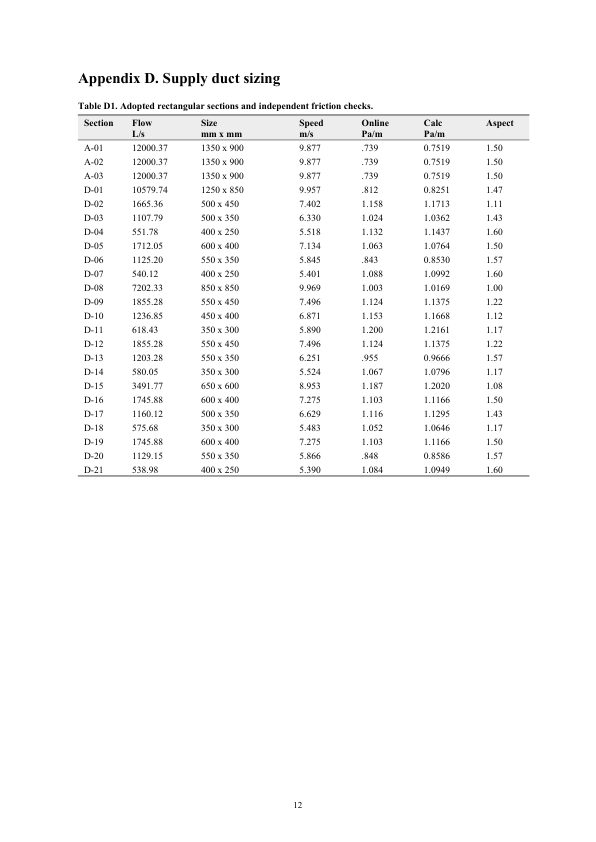 Appendix D. Supply duct sizing
Table D1. Adopted rectangular sections and independent friction checks.
Section Flow Size Speed Online Calc Aspect
L/s mm x mm m/s Pa/m Pa/m
A-01 12000.37 1350 x 900 9.877 .739 0.7519 1.50
A-02 12000.37 1350 x 900 9.877 .739 0.7519 1.50
A-03 12000.37 1350 x 900 9.877 .739 0.7519 1.50
D-01 10579.74 1250 x 850 9.957 .812 0.8251 1.47
D-02 1665.36 500 x 450 7.402 1.158 1.1713 1.11
D-03 1107.79 500 x 350 6.330 1.024 1.0362 1.43
D-04 551.78 400 x 250 5.518 1.132 1.1437 1.60
D-05 1712.05 600 x 400 7.134 1.063 1.0764 1.50
D-06 1125.20 550 x 350 5.845 .843 0.8530 1.57
D-07 540.12 400 x 250 5.401 1.088 1.0992 1.60
D-08 7202.33 850 x 850 9.969 1.003 1.0169 1.00
D-09 1855.28 550 x 450 7.496 1.124 1.1375 1.22
D-10 1236.85 450 x 400 6.871 1.153 1.1668 1.12
D-11 618.43 350 x 300 5.890 1.200 1.2161 1.17
D-12 1855.28 550 x 450 7.496 1.124 1.1375 1.22
D-13 1203.28 550 x 350 6.251 .955 0.9666 1.57
D-14 580.05 350 x 300 5.524 1.067 1.0796 1.17
D-15 3491.77 650 x 600 8.953 1.187 1.2020 1.08
D-16 1745.88 600 x 400 7.275 1.103 1.1166 1.50
D-17 1160.12 500 x 350 6.629 1.116 1.1295 1.43
D-18 575.68 350 x 300 5.483 1.052 1.0646 1.17
D-19 1745.88 600 x 400 7.275 1.103 1.1166 1.50
D-20 1129.15 550 x 350 5.866 .848 0.8586 1.57
D-21 538.98 400 x 250 5.390 1.084 1.0949 1.60
12